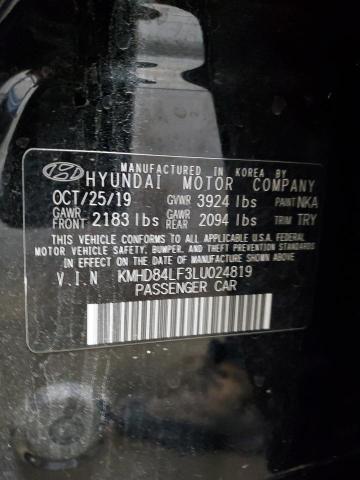 MANUFACTURED IN KOREA BY
HYUNDAI MOTOR COMPANY
OCT/25/19 GVWR 3924 lbs PAINT NKA
GAWR FRONT 2183 lbs GAWR REAR 2094 lbs TRIM TRY
THIS VEHICLE CONFORMS TO ALL APPLICABLE U.S.A. FEDERAL
MOTOR VEHICLE SAFETY, BUMPER, AND THEFT PREVENTION STANDARDS
IN EFFECT ON THE DATE OF MANUFACTURE SHOWN ABOVE.
V.I.N KMHD84LF3LU024819
PASSENGER CAR